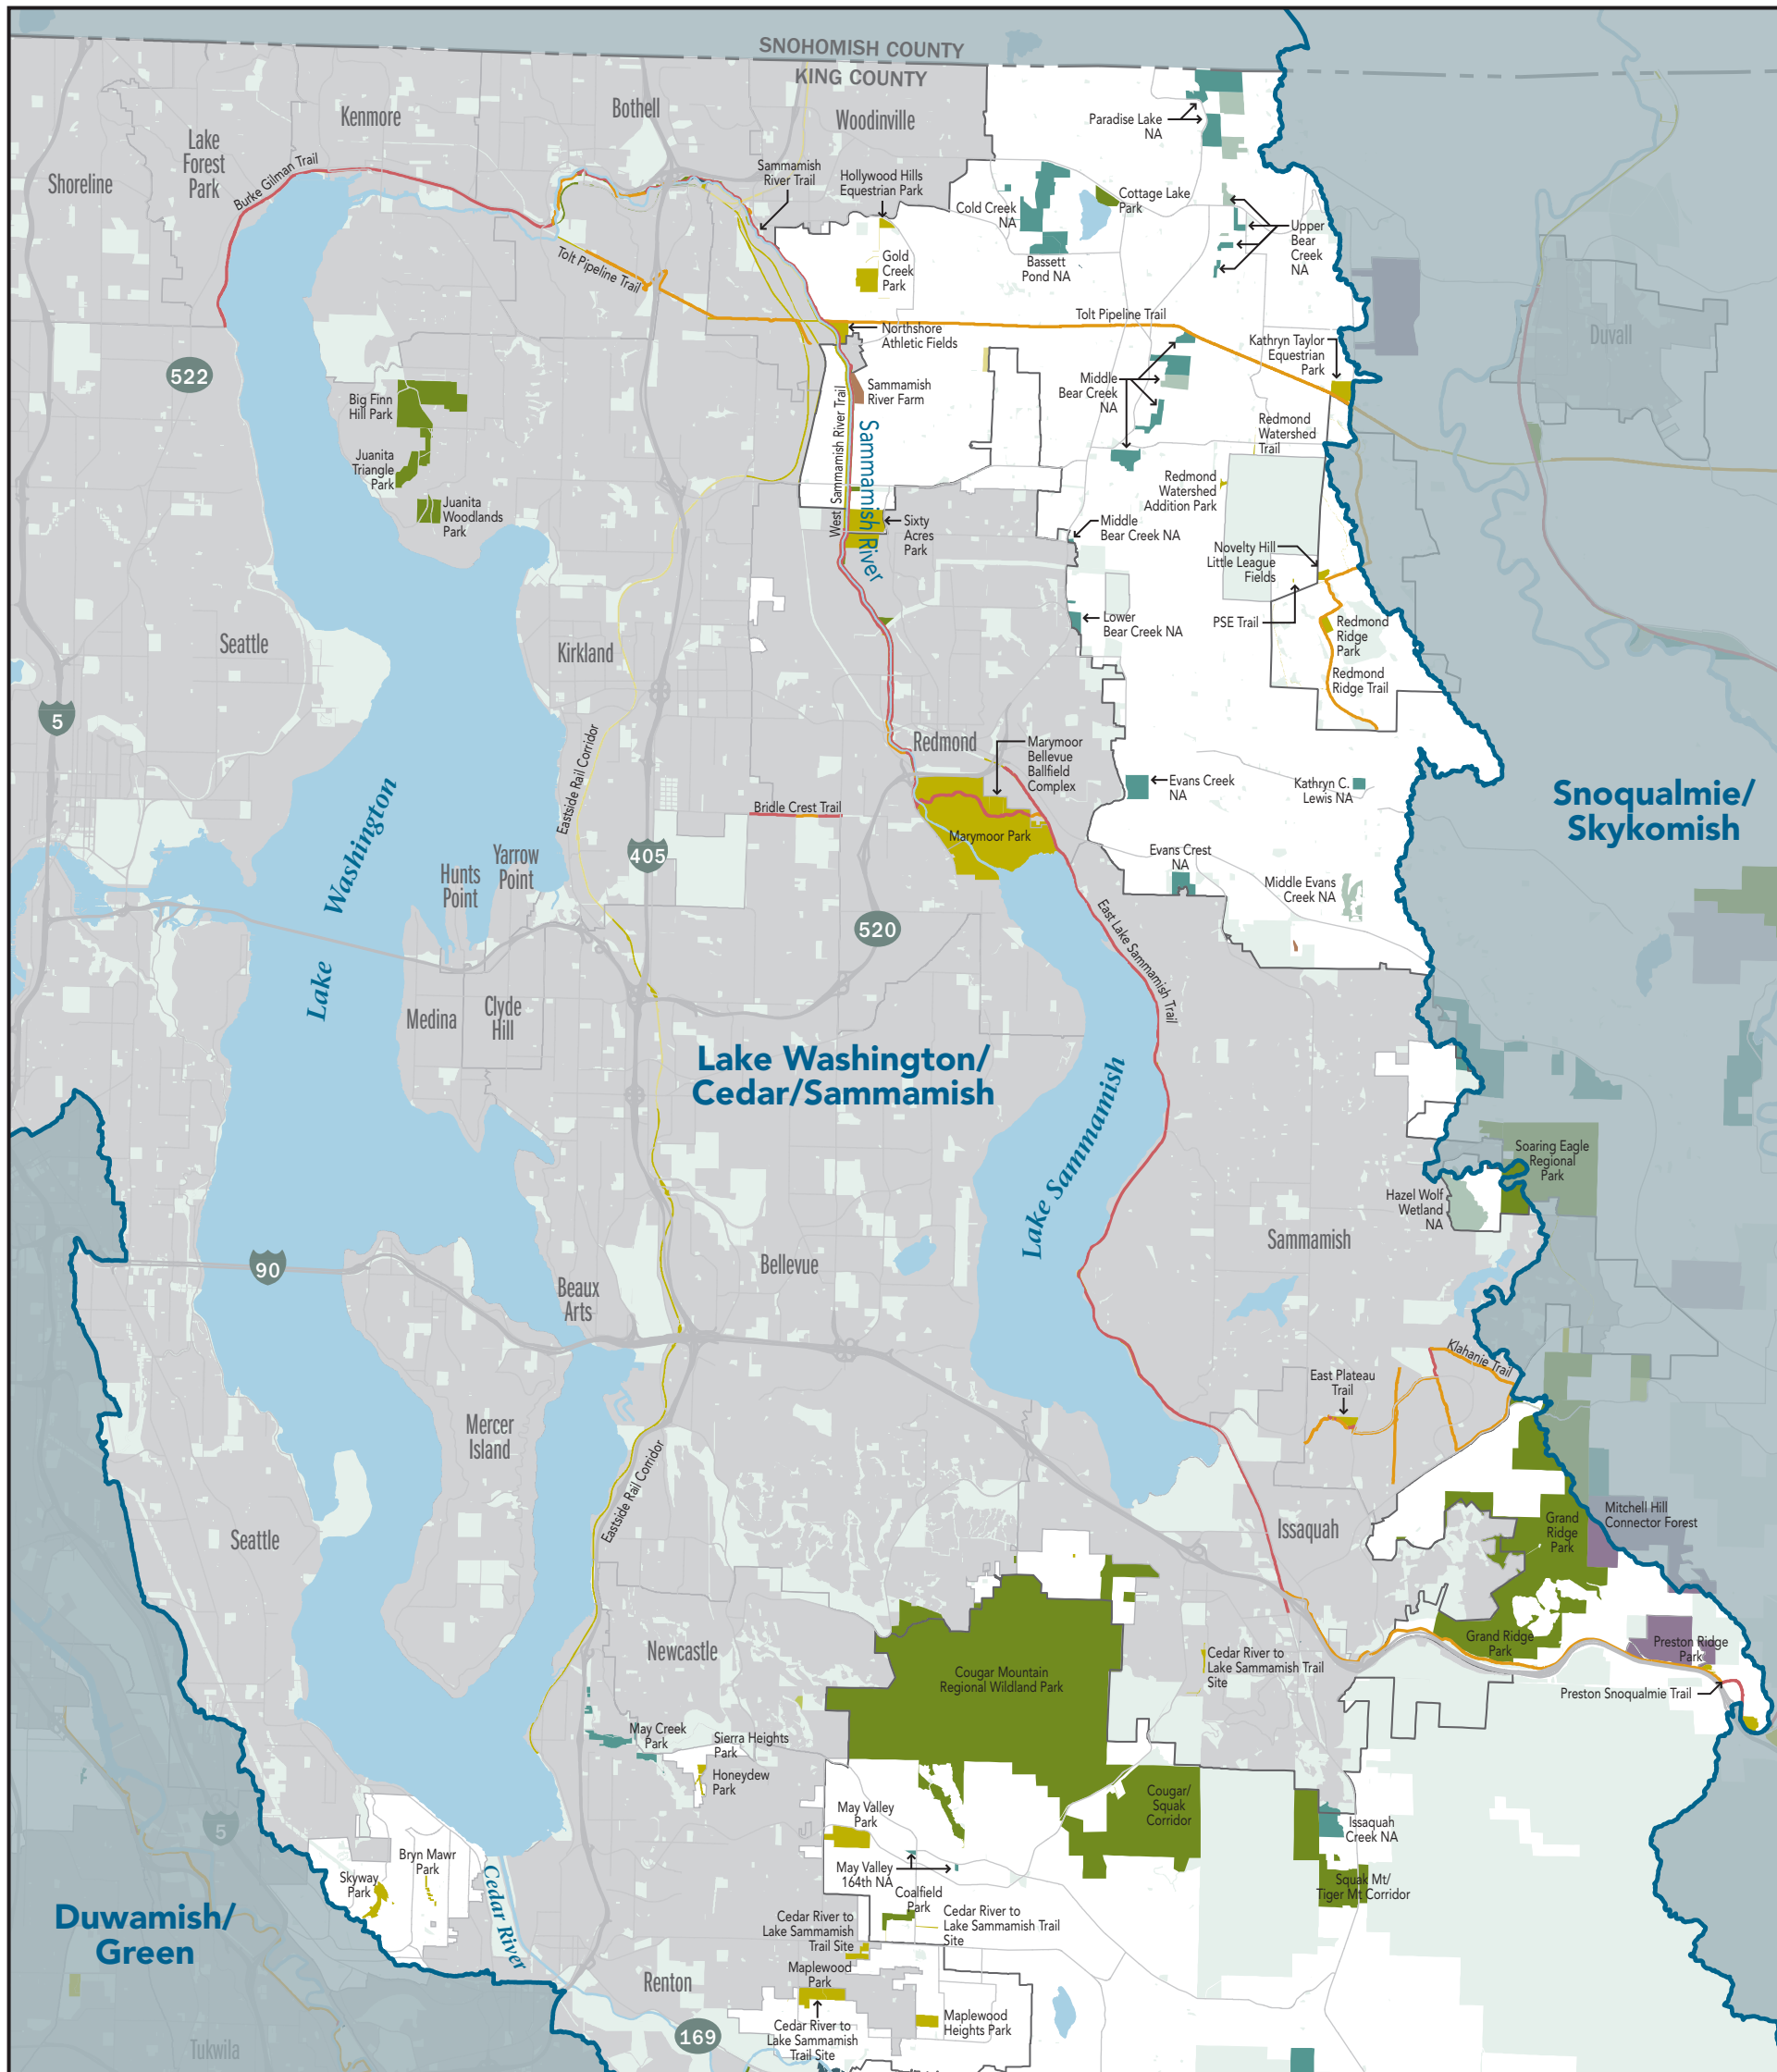 SNOHOMISH COUNTY
KING COUNTY
Kenmore
Bothell
Woodinville
Lake
Forest
Park
Shoreline
Burke Gilman Trail
Sammamish
River Trail
Hollywood Hills
Equestrian Park
Paradise Lake
NA
Cold Creek
NA
Cottage Lake
Park
Bassett
Pond NA
Upper
Bear
Creek
NA
Gold
Creek
Park
Tolt Pipeline Trail
Tolt Pipeline Trail
Northshore
Athletic Fields
Kathryn Taylor
Equestrian
Park
Duvall
522
Big Finn
Hill Park
Juanita
Triangle
Park
Juanita
Woodlands
Park
Sammamish
River Farm
West Sammamish River Trail
Sammamish River
Middle
Bear Creek
NA
Redmond
Watershed
Trail
Redmond
Watershed
Addition Park
Sixty
Acres
Park
Middle
Bear Creek NA
Novelty Hill
Little League
Fields
Lower
Bear Creek NA
PSE Trail
Redmond
Ridge
Park
Redmond
Ridge Trail
Seattle
Kirkland
5
Eastside Rail Corridor
Redmond
Marymoor
Bellevue
Ballfield
Complex
Evans Creek
NA
Kathryn C.
Lewis NA
Snoqualmie/
Skykomish
Bridle Crest Trail
Marymoor Park
405
Yarrow
Point
Hunts
Point
Evans Crest
NA
Middle Evans
Creek NA
Lake Washington
520
East Lake Sammamish Trail
Medina
Clyde
Hill
Lake Washington/
Cedar/Sammamish
Lake Sammamish
Soaring Eagle
Regional
Park
Hazel Wolf
Wetland
NA
Sammamish
90
Beaux
Arts
Bellevue
Klahanie Trail
East Plateau
Trail
Mercer
Island
Eastside Rail Corridor
Seattle
Issaquah
Grand
Ridge
Park
Mitchell Hill
Connector Forest
Newcastle
Cougar Mountain
Regional Wildland Park
Cedar River to
Lake Sammamish Trail
Site
Grand Ridge
Park
Preston Ridge
Park
Preston Snoqualmie Trail
May Creek
Park
Sierra Heights
Park
Honeydew
Park
May Valley
Park
Cougar/
Squak
Corridor
Issaquah
Creek NA
5
Bryn Mawr
Park
Skyway
Park
May Valley
164th NA
Coalfield
Park
Squak Mt/
Tiger Mt Corridor
Cedar River
Cedar River to
Lake Sammamish
Trail Site
Cedar River to
Lake Sammamish Trail
Site
Duwamish/
Green
Renton
Maplewood
Park
Maplewood
Heights Park
169
Cedar River to
Lake Sammamish
Trail Site
Tukwila